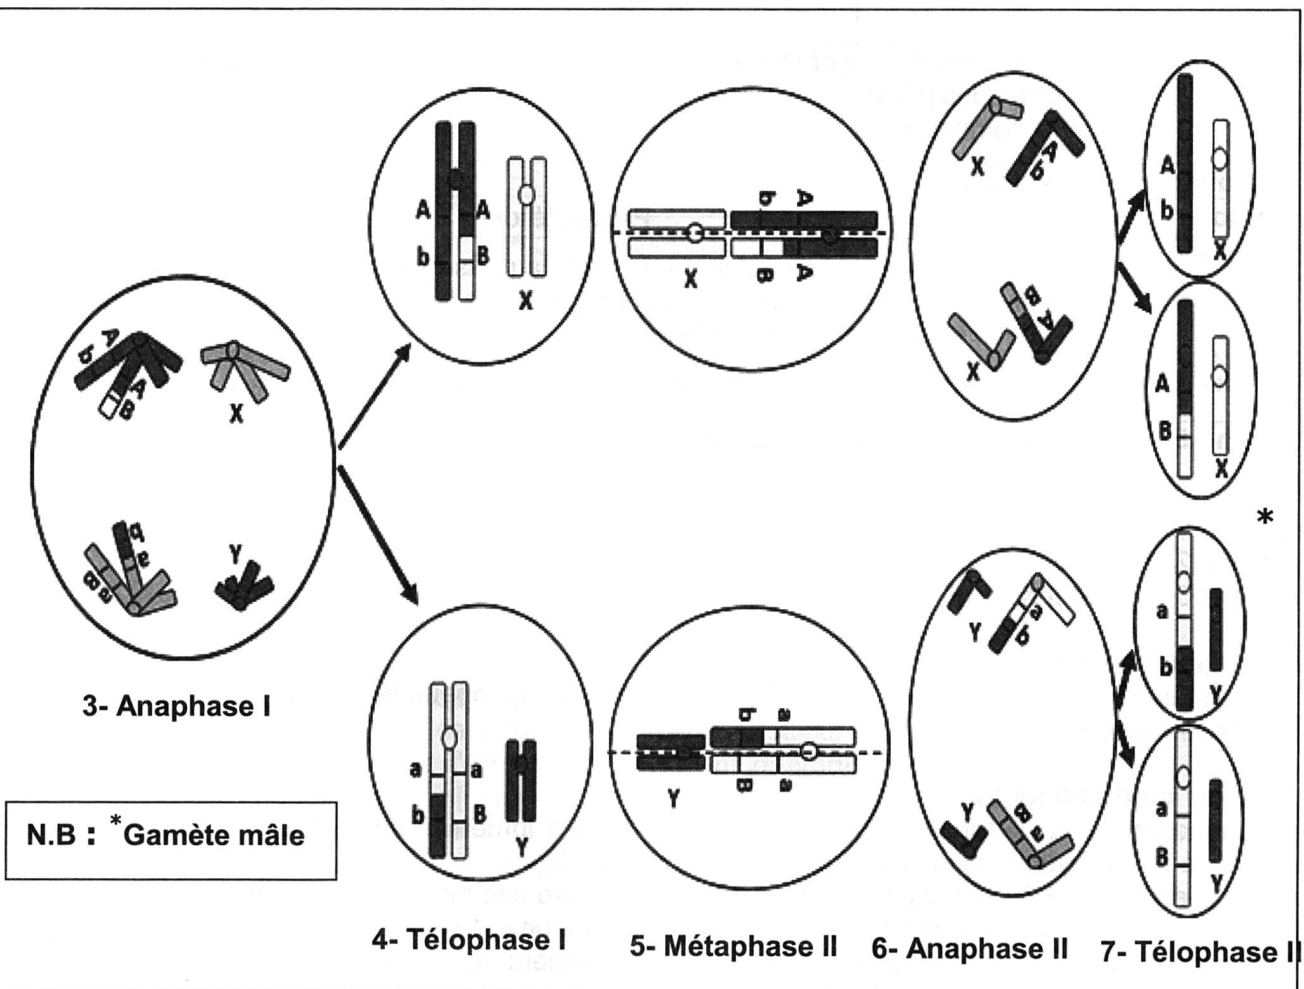 A
b
A
B
X
b
a
B
a
Y
3- Anaphase I
N.B : *Gamète mâle
A A
b B
X
a a
b B
Y
4- Télophase I
b A
X B A
b a
Y B a
5- Métaphase II
X A
b
B
A
X
Y a
b
Y B
a
6- Anaphase II
A
b
X
A
B
X
*
a
b
Y
a
B
Y
7- Télophase II